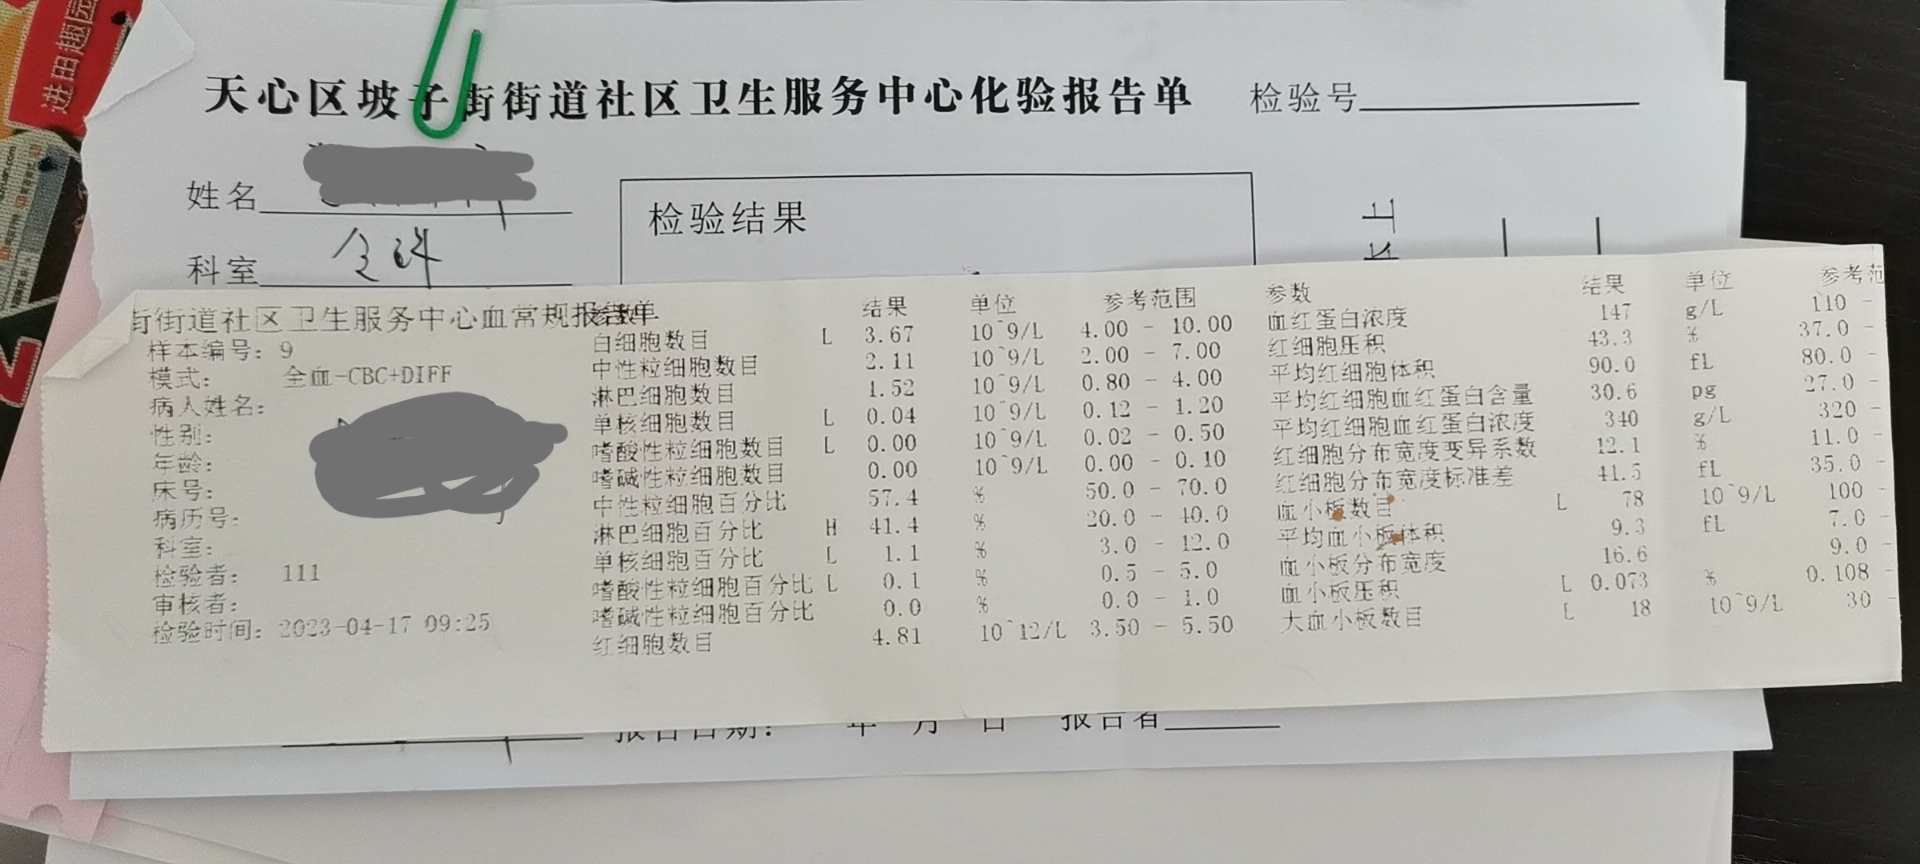 进田趣园
天心区坡子街街道社区卫生服务中心化验报告单 检验号
姓名
科室 全科
检验结果
街街道社区卫生服务中心血常规报告单
样本编号: 9
模式: 全血-CBC+DIFF
病人姓名:
性别:
年龄:
床号:
病历号:
科室:
检验者: 111
审核者:
检验时间: 2023-04-17 09:25
参数 结果 单位 参考范围
白细胞数目 L 3.67 10^9/L 4.00 - 10.00
中性粒细胞数目 2.11 10^9/L 2.00 - 7.00
淋巴细胞数目 1.52 10^9/L 0.80 - 4.00
单核细胞数目 L 0.04 10^9/L 0.12 - 1.20
嗜酸性粒细胞数目 L 0.00 10^9/L 0.02 - 0.50
嗜碱性粒细胞数目 0.00 10^9/L 0.00 - 0.10
中性粒细胞百分比 57.4 % 50.0 - 70.0
淋巴细胞百分比 H 41.4 % 20.0 - 40.0
单核细胞百分比 L 1.1 % 3.0 - 12.0
嗜酸性粒细胞百分比 L 0.1 % 0.5 - 5.0
嗜碱性粒细胞百分比 0.0 % 0.0 - 1.0
红细胞数目 4.81 10^12/L 3.50 - 5.50
参数 结果 单位 参考范
血红蛋白浓度 147 g/L 110 -
红细胞压积 43.3 % 37.0 -
平均红细胞体积 90.0 fL 80.0 -
平均红细胞血红蛋白含量 30.6 pg 27.0 -
平均红细胞血红蛋白浓度 340 g/L 320 -
红细胞分布宽度变异系数 12.1 % 11.0 -
红细胞分布宽度标准差 41.5 fL 35.0 -
血小板数目 L 78 10^9/L 100 -
平均血小板体积 9.3 fL 7.0 -
血小板分布宽度 16.6 9.0 -
血小板压积 L 0.073 % 0.108 -
大血小板数目 L 18 10^9/L 30 -
报告日期: 年 月 日 报告者